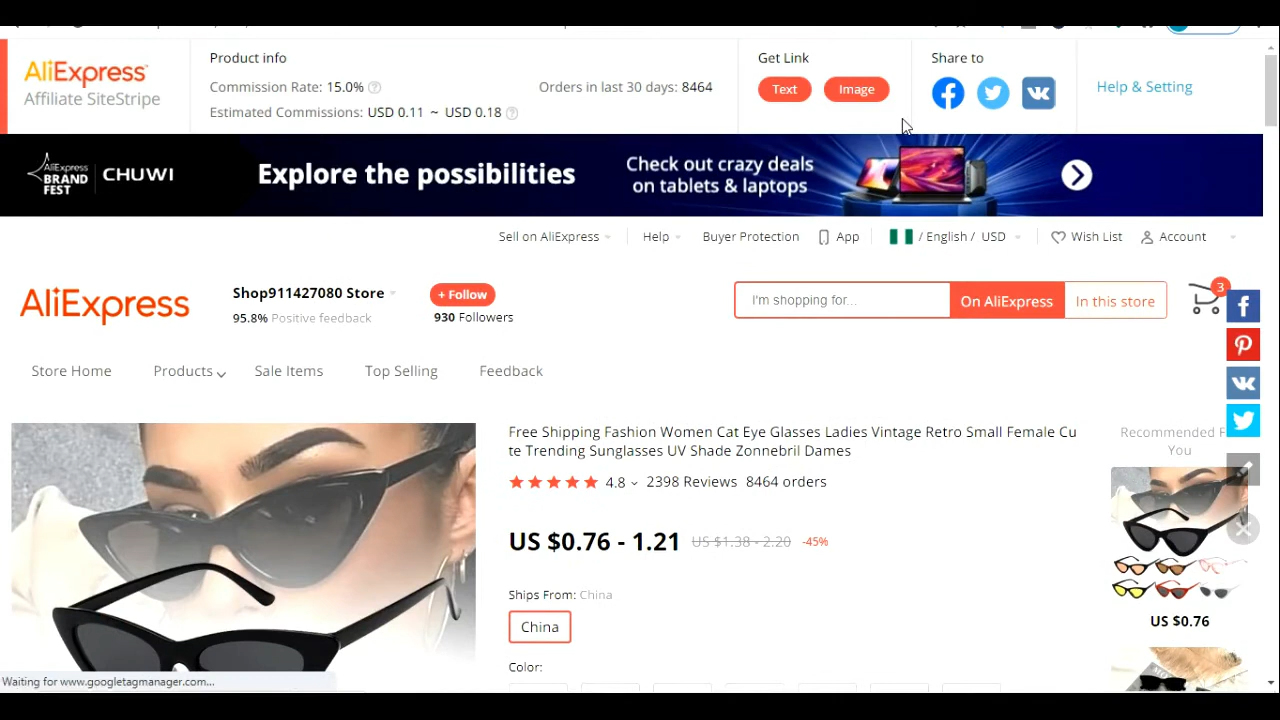 AliExpress
Affiliate SiteStripe
Product info
Commission Rate: 15.0%
Orders in last 30 days: 8464
Estimated Commissions: USD 0.11 ~ USD 0.18
Get Link
Text
Image
Share to
Help & Setting
AliExpress
BRAND
FEST
CHUWI
Explore the possibilities
Check out crazy deals
on tablets & laptops
Sell on AliExpress
Help
Buyer Protection
App
/ English / USD
Wish List
Account
AliExpress
Shop911427080 Store
95.8% Positive feedback
+ Follow
930 Followers
I'm shopping for...
On AliExpress
In this store
3
Store Home
Products
Sale Items
Top Selling
Feedback
Free Shipping Fashion Women Cat Eye Glasses Ladies Vintage Retro Small Female Cu
te Trending Sunglasses UV Shade Zonnebril Dames
4.8
2398 Reviews
8464 orders
US $0.76 - 1.21
US $1.38 - 2.20
-45%
Ships From: China
China
Color:
Recommended F
You
US $0.76
Waiting for www.googletagmanager.com...